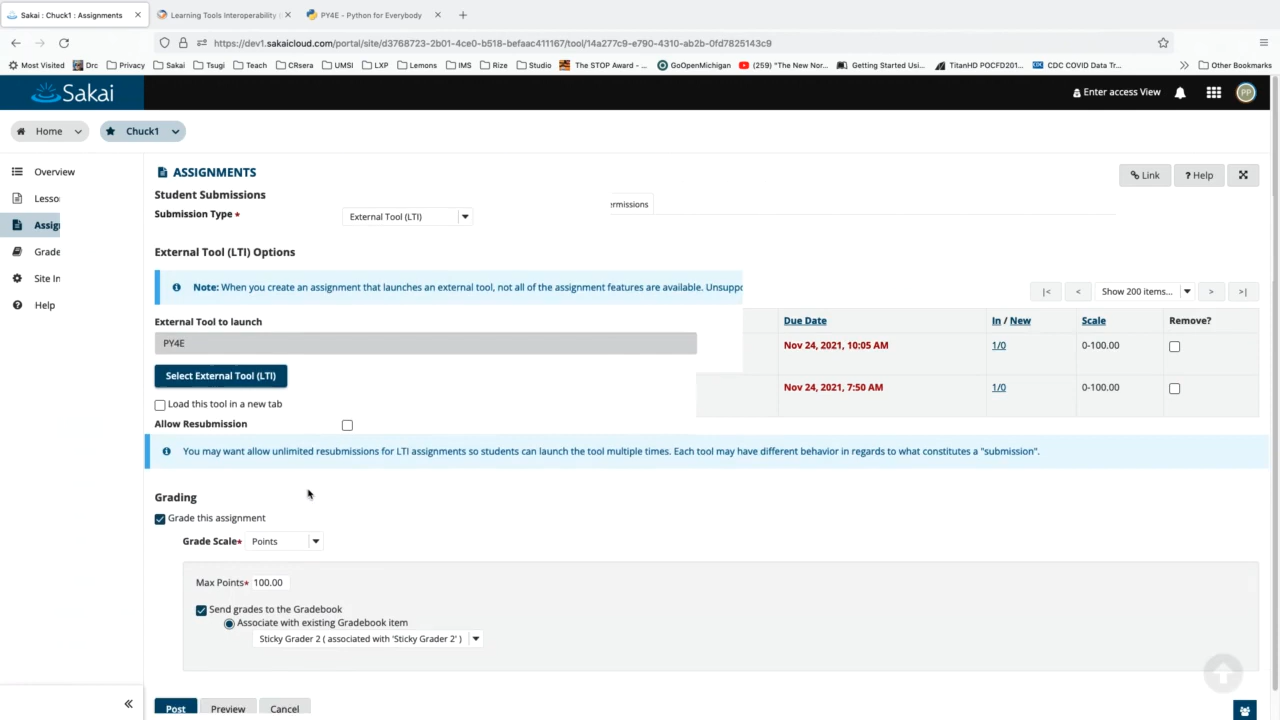 Sakai : Chuck1 : Assignments
Learning Tools Interoperability
PY4E - Python for Everybody
https://dev1.sakaicloud.com/portal/site/d3768723-2b01-4ce0-b518-befaac411167/tool/14a277c9-e790-4310-ab2b-0fd7825143c9
Most Visited Drc Privacy Sakai Tsugi Teach CRsera UMSI LXP Lemons IMS Rize Studio The STOP Award - ... GoOpenMichigan (259) "The New Nor... Getting Started Usi... TitanHD POCFD201... CDC COVID Data Tr... Other Bookmarks
Sakai
Enter access View
PP
Home
Chuck1
Overview
Lesso
Assig
Grade
Site In
Help
ASSIGNMENTS
Link
? Help
Student Submissions
ermissions
Submission Type *
External Tool (LTI)
External Tool (LTI) Options
Note: When you create an assignment that launches an external tool, not all of the assignment features are available. Unsuppo
|< < Show 200 items... > >|
External Tool to launch
Due Date In / New Scale Remove?
PY4E
Nov 24, 2021, 10:05 AM 1/0 0-100.00
Select External Tool (LTI)
Nov 24, 2021, 7:50 AM 1/0 0-100.00
Load this tool in a new tab
Allow Resubmission
You may want allow unlimited resubmissions for LTI assignments so students can launch the tool multiple times. Each tool may have different behavior in regards to what constitutes a "submission".
Grading
Grade this assignment
Grade Scale* Points
Max Points* 100.00
Send grades to the Gradebook
Associate with existing Gradebook item
Sticky Grader 2 ( associated with 'Sticky Grader 2' )
Post Preview Cancel